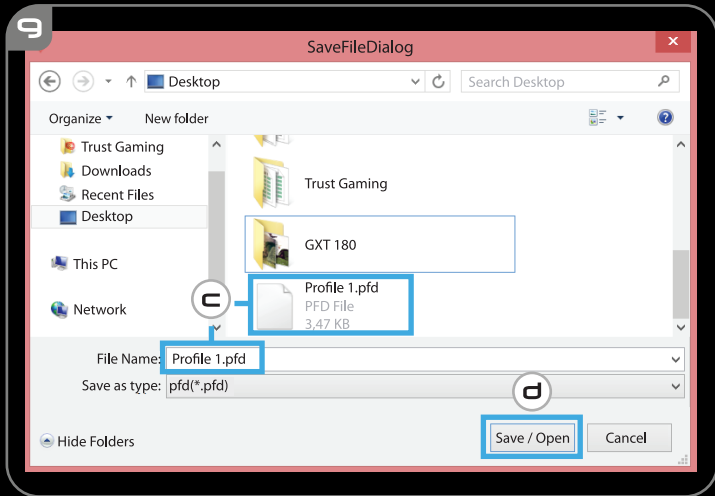 9
SaveFileDialog
x
Desktop
Search Desktop
Organize
New folder
?
Trust Gaming
Downloads
Recent Files
Desktop
This PC
Network
Trust Gaming
GXT 180
Profile 1.pfd
PFD File
3,47 KB
c
File Name: Profile 1.pfd
Save as type: pfd(*.pfd)
d
Hide Folders
Save / Open
Cancel